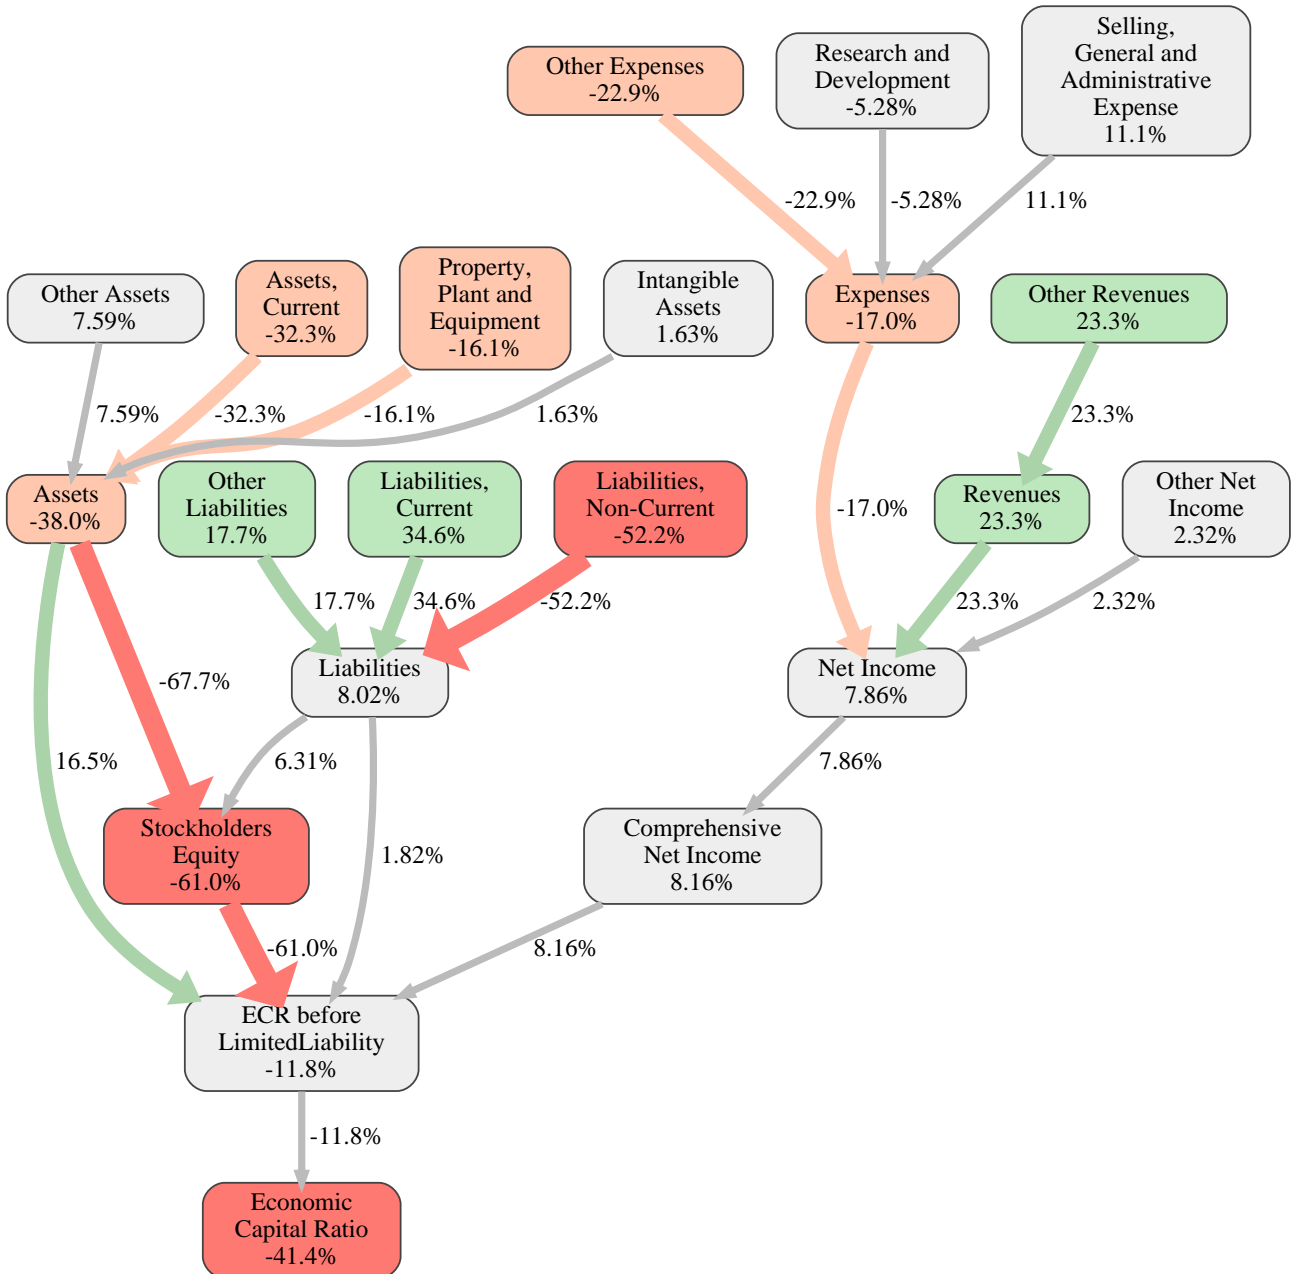 Other Expenses
-22.9%
Research and
Development
-5.28%
Selling,
General and
Administrative
Expense
11.1%
-22.9%
-5.28%
11.1%
Other Assets
7.59%
Assets,
Current
-32.3%
Property,
Plant and
Equipment
-16.1%
Intangible
Assets
1.63%
Expenses
-17.0%
Other Revenues
23.3%
7.59%
-32.3%
-16.1%
1.63%
23.3%
Assets
-38.0%
Other
Liabilities
17.7%
Liabilities,
Current
34.6%
Liabilities,
Non-Current
-52.2%
-17.0%
Revenues
23.3%
Other Net
Income
2.32%
17.7%
34.6%
-52.2%
23.3%
2.32%
-67.7%
Liabilities
8.02%
Net Income
7.86%
16.5%
6.31%
7.86%
Stockholders
Equity
-61.0%
1.82%
Comprehensive
Net Income
8.16%
-61.0%
8.16%
ECR before
LimitedLiability
-11.8%
-11.8%
Economic
Capital Ratio
-41.4%